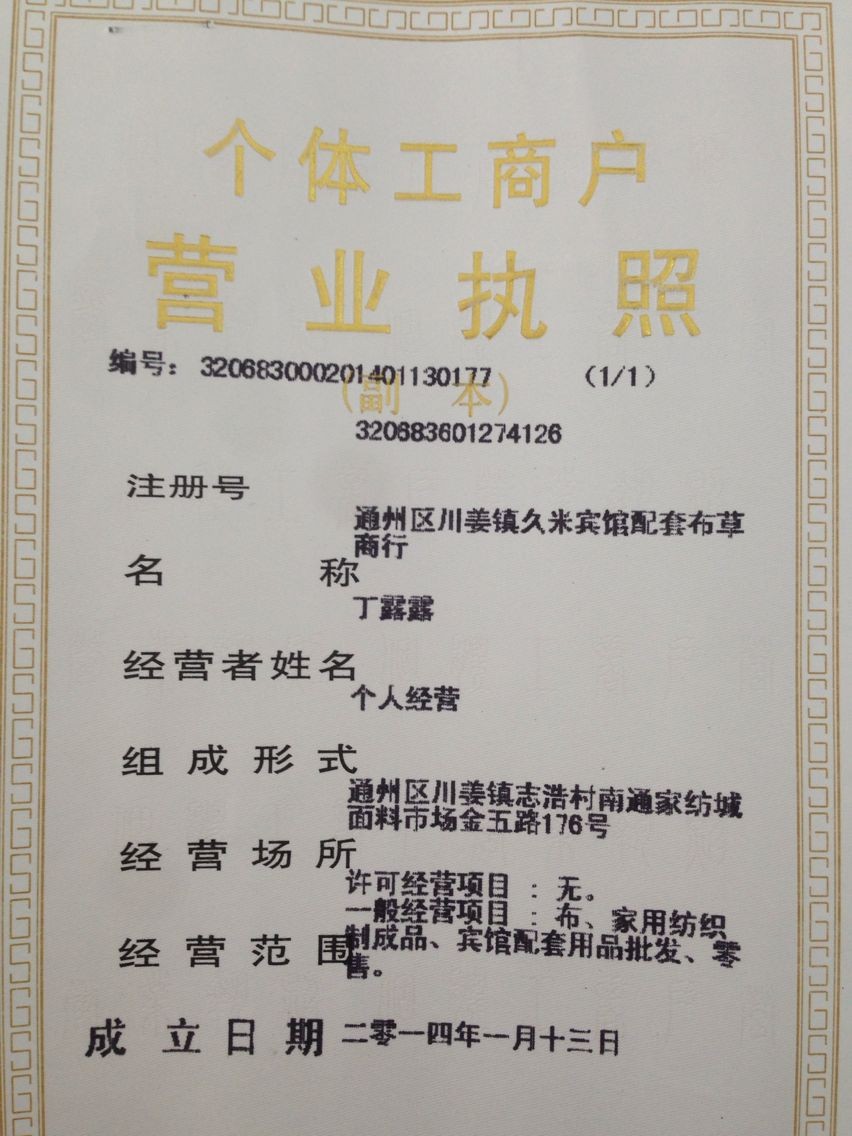 个体工商户
营业执照
编号：320683000201401130177 （1/1）
（副 本）
320683601274126
注册号
通州区川姜镇久米宾馆配套布草
商行
名 称
丁露露
经营者姓名
个人经营
组成形式
通州区川姜镇志浩村南通家纺城
面料市场金五路176号
经营场所
许可经营项目 ：无。
一般经营项目 ：布、家用纺织
制成品、宾馆配套用品批发、零
售。
经营范围
成立日期 二零一四年一月十三日